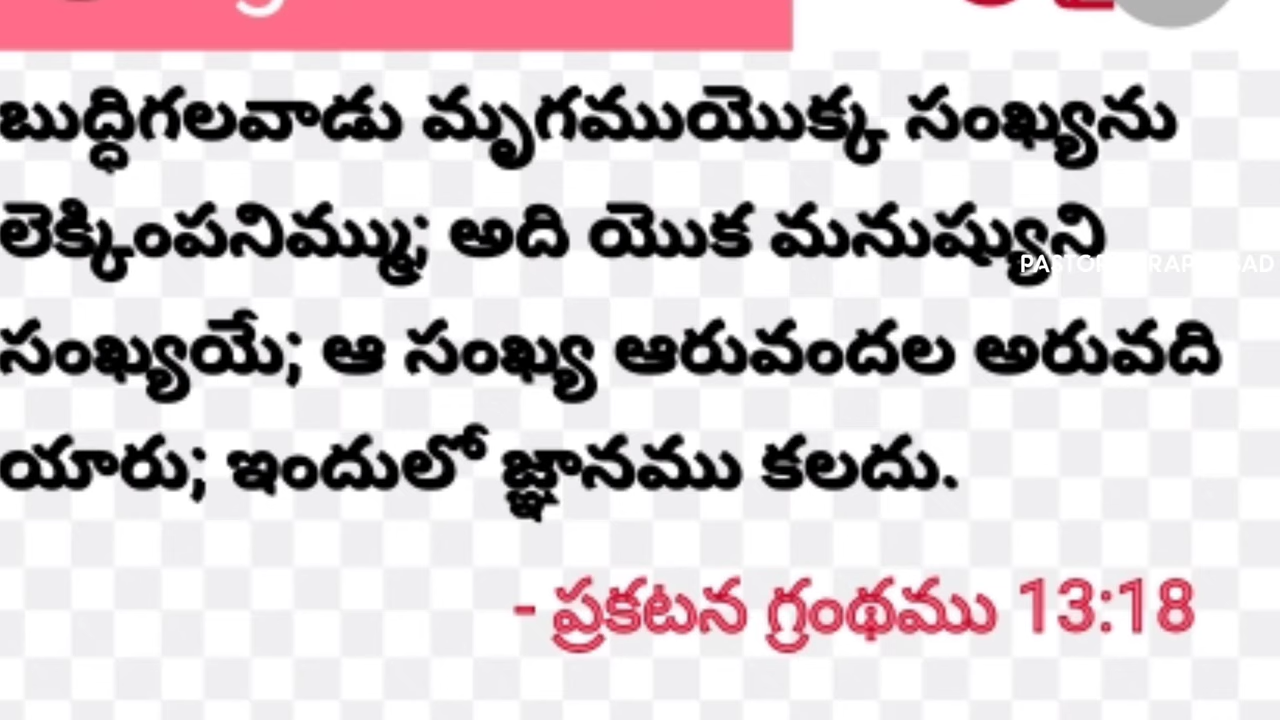 బుద్ధిగలవాడు మృగముయొక్క సంఖ్యను
లెక్కింపనిమ్ము; అది యొక మనుష్యుని
సంఖ్యయే; ఆ సంఖ్య ఆరువందల అరువది
యారు; ఇందులో జ్ఞానము కలదు.
- ప్రకటన గ్రంథము 13:18